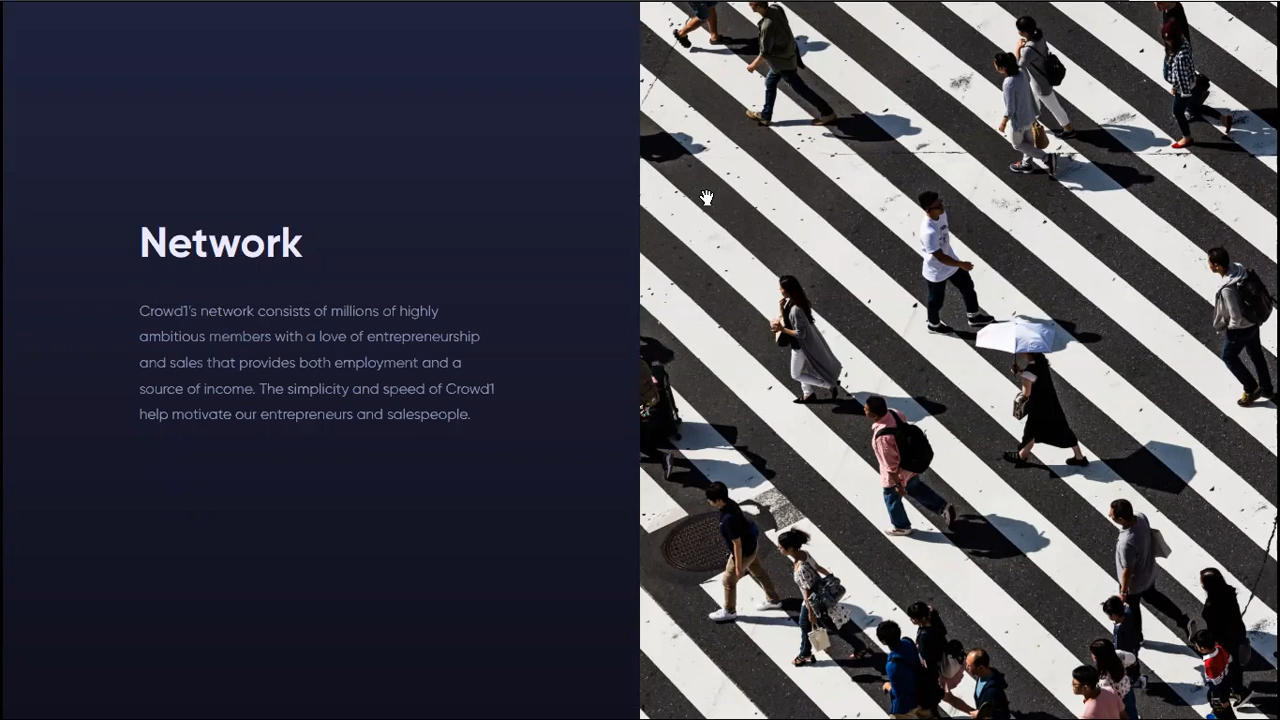 Network
Crowd1's network consists of millions of highly
ambitious members with a love of entrepreneurship
and sales that provides both employment and a
source of income. The simplicity and speed of Crowd1
help motivate our entrepreneurs and salespeople.